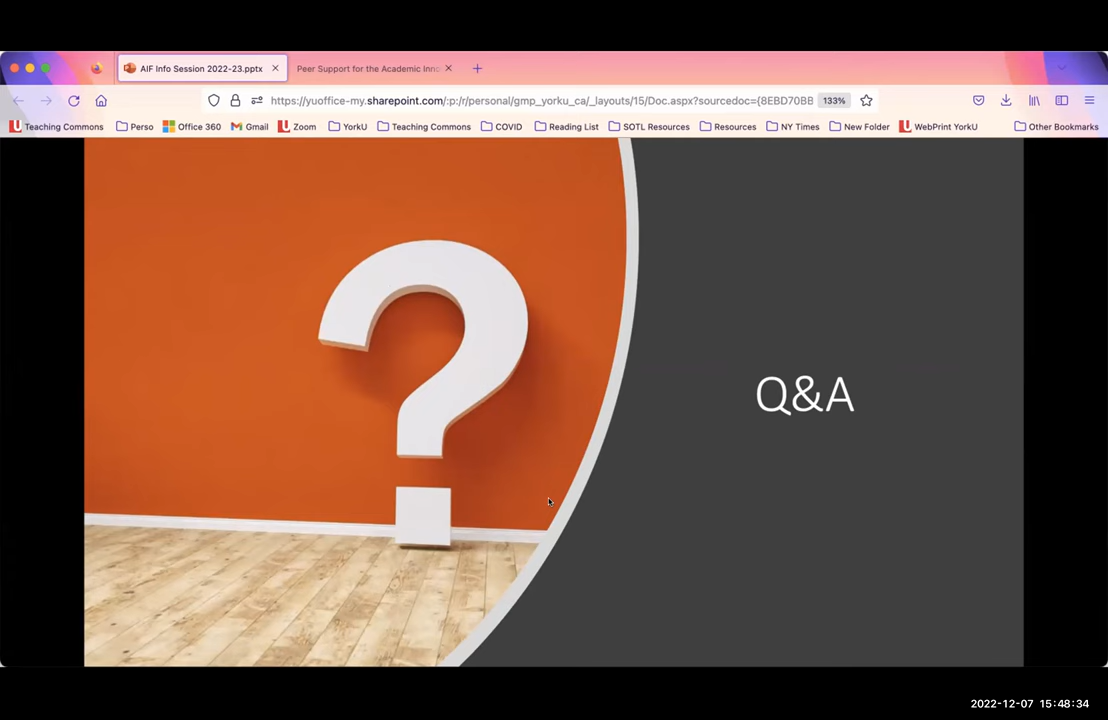 AIF Info Session 2022-23.pptx
Peer Support for the Academic Inno
https://yuoffice-my.sharepoint.com/:p:/r/personal/gmp_yorku_ca/_layouts/15/Doc.aspx?sourcedoc={8EBD70BB
133%
Teaching Commons Perso Office 360 Gmail Zoom YorkU Teaching Commons COVID Reading List SOTL Resources Resources NY Times New Folder WebPrint YorkU Other Bookmarks
?
Q&A
2022-12-07 15:48:34